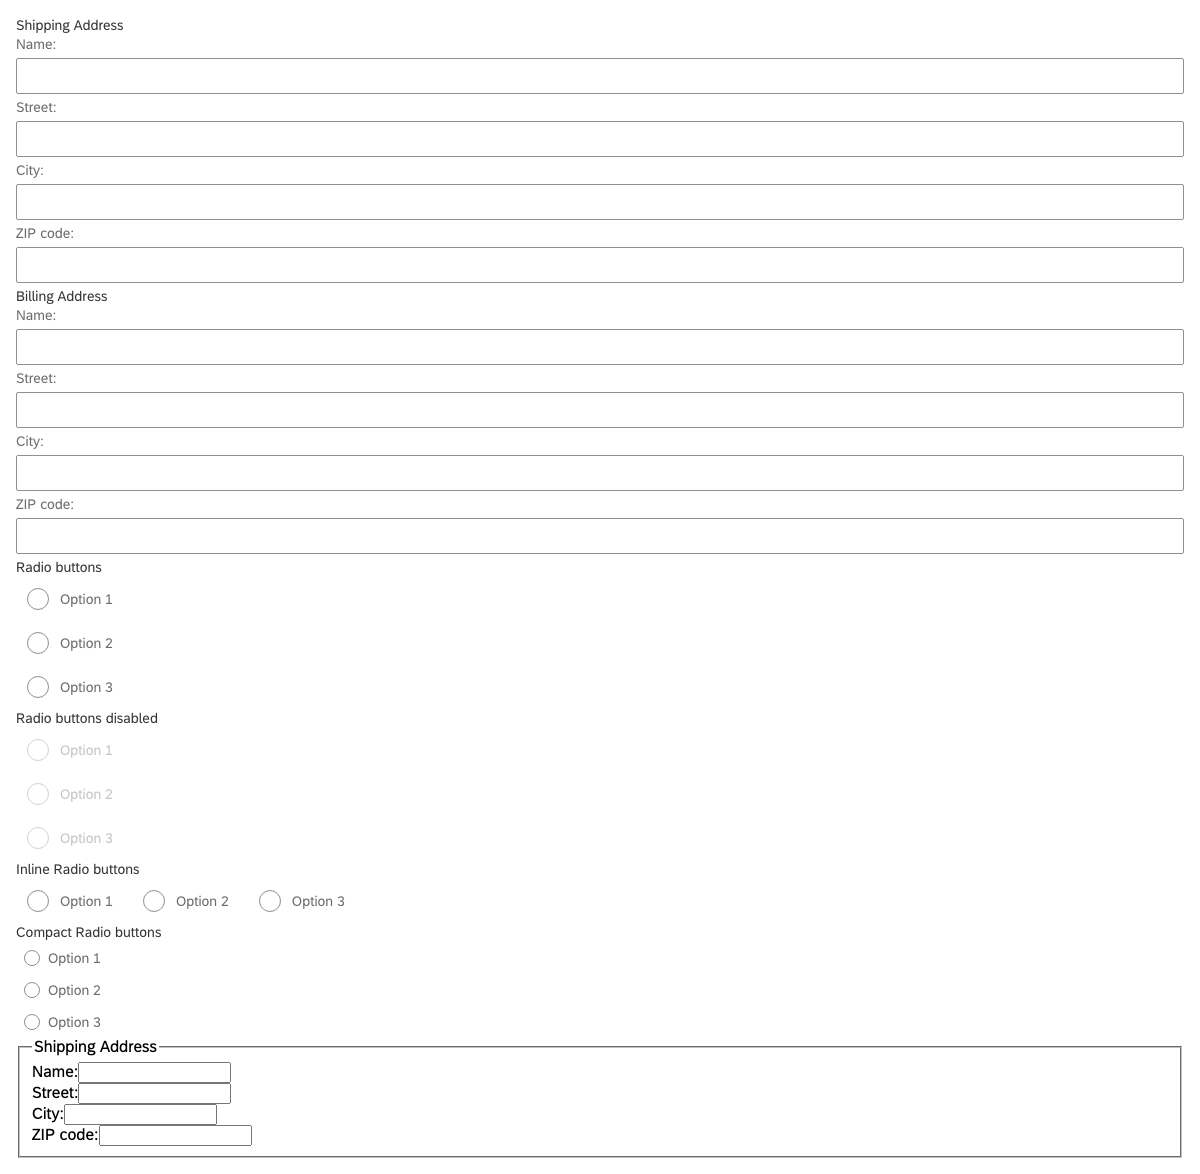 Shipping Address
Name:
Street:
City:
ZIP code:
Billing Address
Name:
Street:
City:
ZIP code:
Radio buttons
Option 1
Option 2
Option 3
Radio buttons disabled
Option 1
Option 2
Option 3
Inline Radio buttons
Option 1 Option 2 Option 3
Compact Radio buttons
Option 1
Option 2
Option 3
Shipping Address
Name:
Street:
City:
ZIP code: